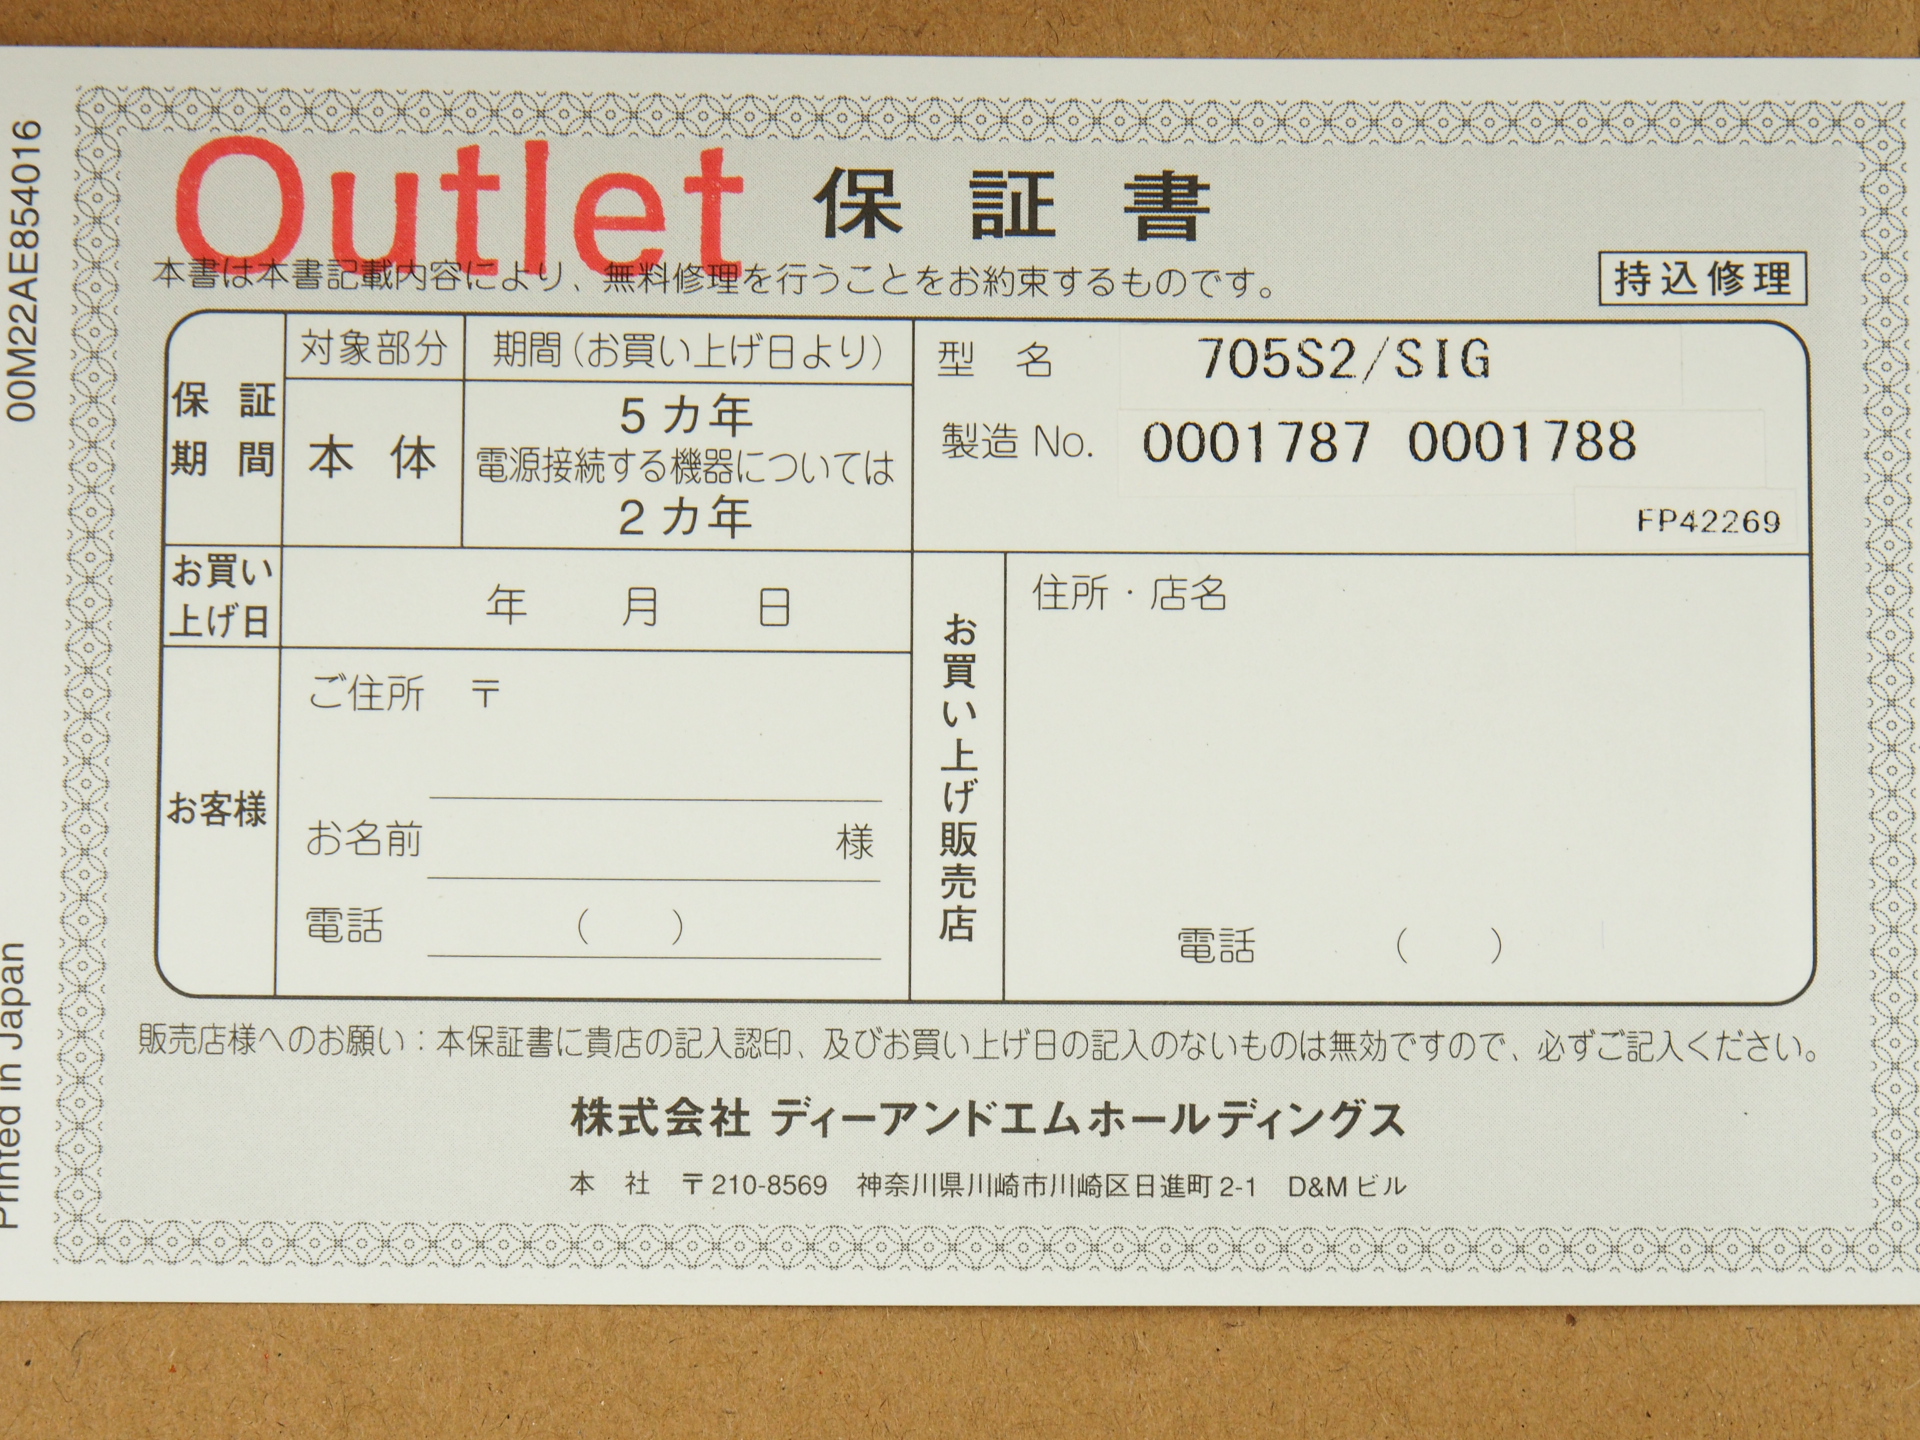 00M22AE854016
Outlet 保証書
本書は本書記載内容により、無料修理を行うことをお約束するものです。
持込修理
保証期間
対象部分
期間(お買い上げ日より)
本体
5カ年
電源接続する機器については
2カ年
型名 705S2/SIG
製造 No. 0001787 0001788
FP42269
お買い上げ日
年 月 日
お客様
ご住所 〒
お名前 様
電話 ( )
お買い上げ販売店
住所・店名
電話 ( )
販売店様へのお願い:本保証書に貴店の記入認印、及びお買い上げ日の記入のないものは無効ですので、必ずご記入ください。
株式会社 ディーアンドエムホールディングス
本社 〒210-8569 神奈川県川崎市川崎区日進町 2-1 D&M ビル
Printed in Japan